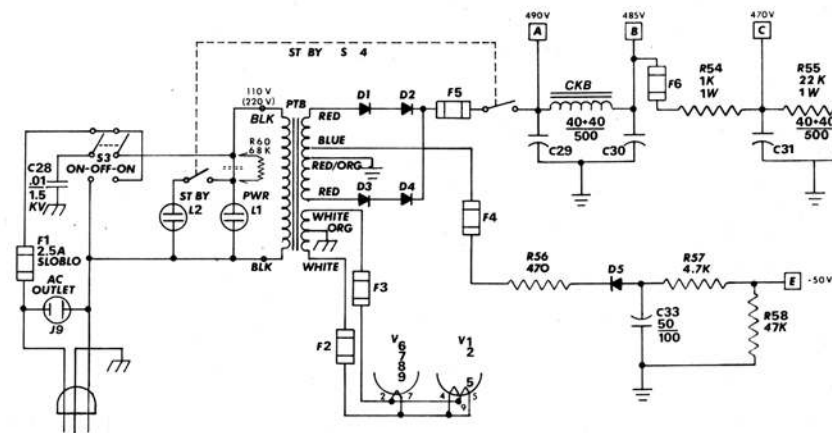 490V
A
485V
B
470V
C
ST BY S 4
110 V
(220 V)
BLK
PTB
RED
D1
D2
F5
CKB
F6
R54
1K
1W
R55
22 K
1W
BLUE
RED/ORG
RED
D3
D4
40+40
500
C29
C30
C31
40+40
500
C28
.01
1.5
KV
S3
ON-OFF-ON
R60
68 K
ST BY
L2
PWR
L1
WHITE
ORG
WHITE
BLK
F1
2.5A
SLOBLO
AC
OUTLET
J9
F4
F3
F2
R56
470
D5
R57
4.7K
E
-50V
C33
50
100
R58
47K
V
6
7
8
9
2
7
V
1
2
5
4
9
5